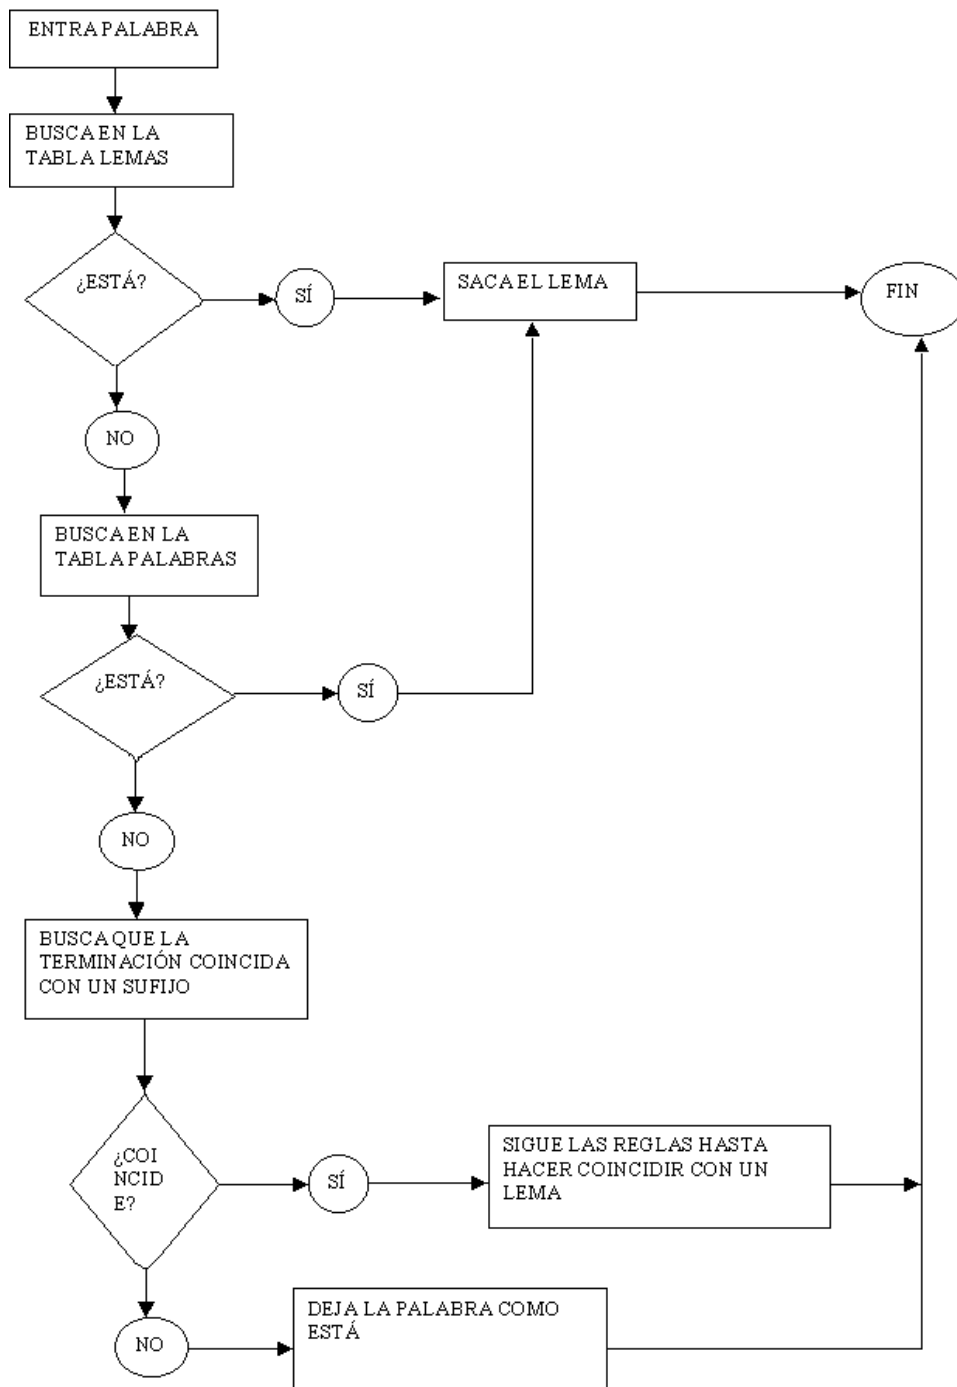 ENTRA PALABRA
BUSCA EN LA
TABLA LEMAS
¿ESTÁ?
SÍ
SACA EL LEMA
FIN
NO
BUSCA EN LA
TABLA PALABRAS
¿ESTÁ?
SÍ
NO
BUSCA QUE LA
TERMINACIÓN COINCIDA
CON UN SUFIJO
¿COI
NCID
E?
SÍ
SIGUE LAS REGLAS HASTA
HACER COINCIDIR CON UN
LEMA
NO
DEJA LA PALABRA COMO
ESTÁ